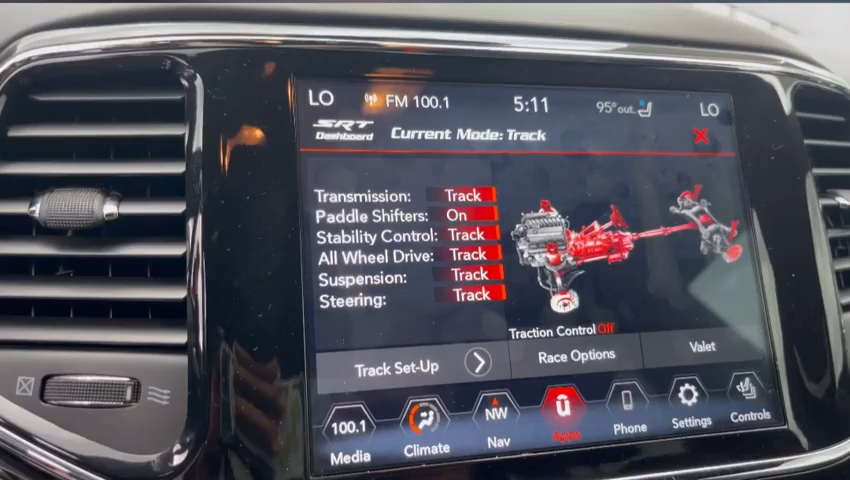 LO FM 100.1 5:11 95° out. LO
SRT Dashboard Current Mode: Track
Transmission: Track
Paddle Shifters: On
Stability Control: Track
All Wheel Drive: Track
Suspension: Track
Steering: Track
Traction Control Off
Track Set-Up Race Options Valet
100.1 NW
Media Climate Nav Apps Phone Settings Controls